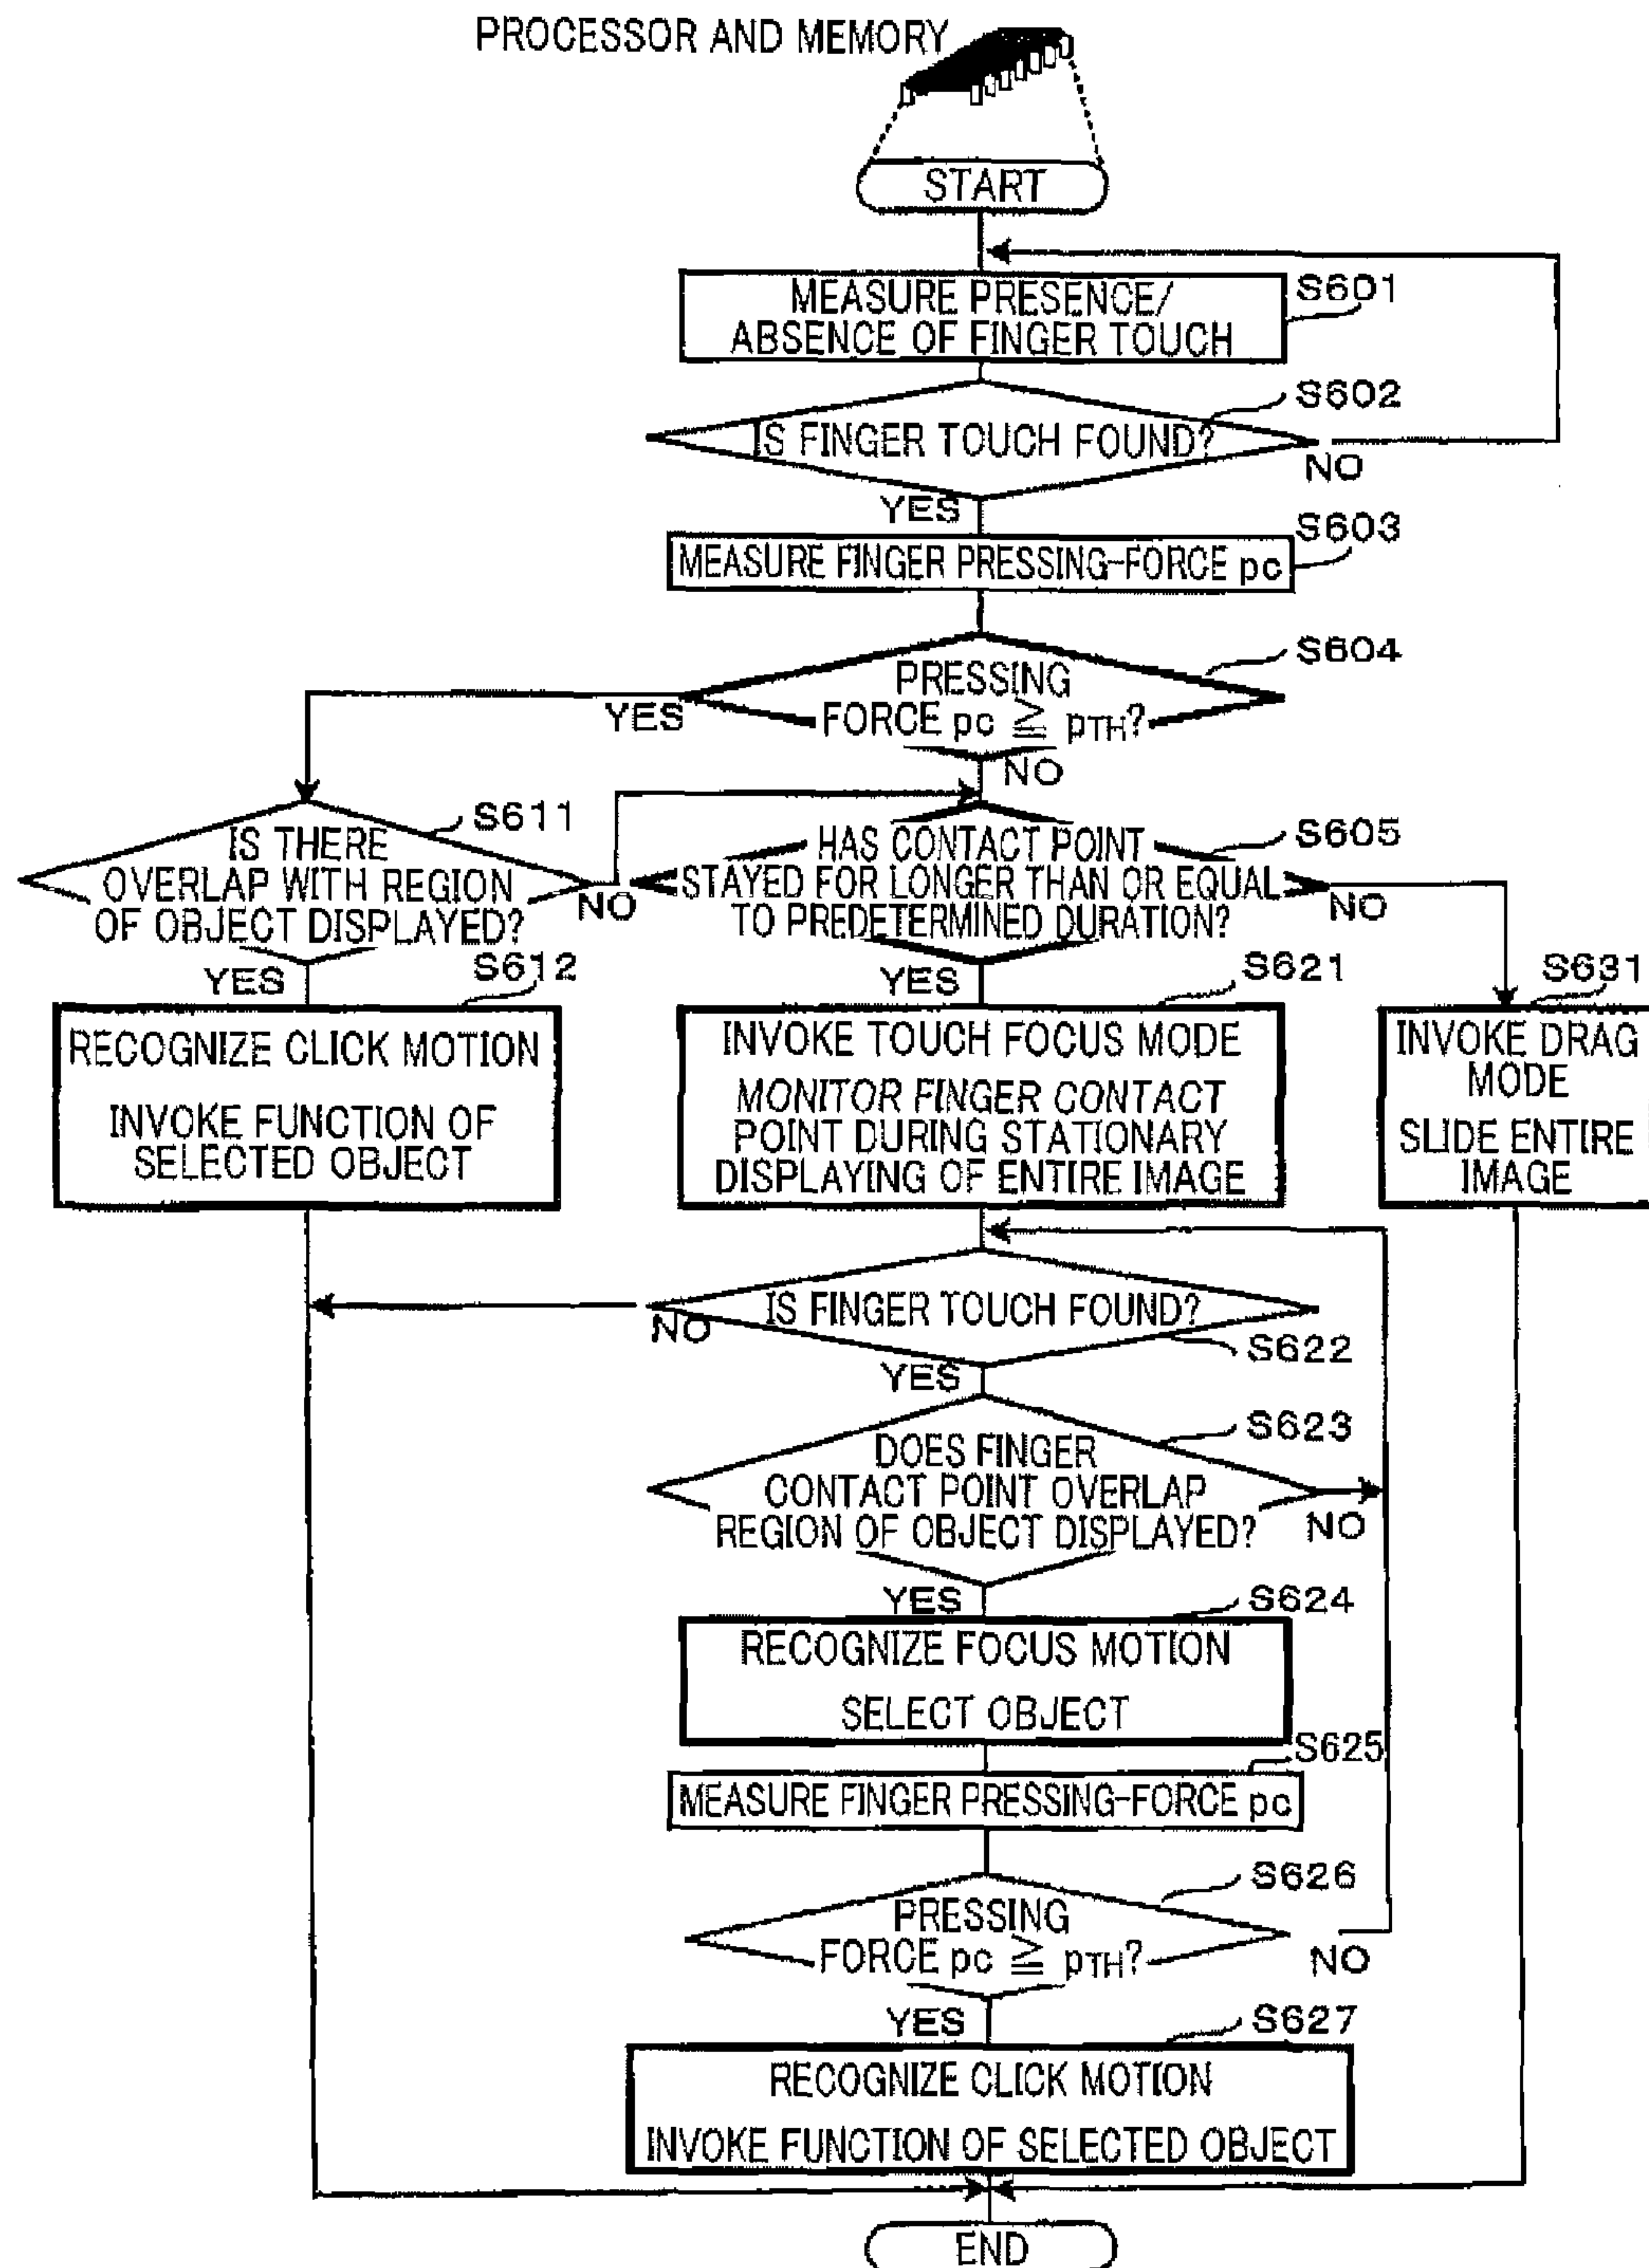 PROCESSOR AND MEMORY
START
MEASURE PRESENCE/
ABSENCE OF FINGER TOUCH
S601
IS FINGER TOUCH FOUND?
S602
NO
YES
MEASURE FINGER PRESSING-FORCE pc
S603
PRESSING
FORCE pc ≧ pTH?
S604
YES
NO
IS THERE
OVERLAP WITH REGION
OF OBJECT DISPLAYED?
S611
NO
YES
HAS CONTACT POINT
STAYED FOR LONGER THAN OR EQUAL
TO PREDETERMINED DURATION?
S605
NO
YES
S612
RECOGNIZE CLICK MOTION
INVOKE FUNCTION OF
SELECTED OBJECT
S621
INVOKE TOUCH FOCUS MODE
MONITOR FINGER CONTACT
POINT DURING STATIONARY
DISPLAYING OF ENTIRE IMAGE
S631
INVOKE DRAG
MODE
SLIDE ENTIRE
IMAGE
IS FINGER TOUCH FOUND?
NO
S622
YES
S623
DOES FINGER
CONTACT POINT OVERLAP
REGION OF OBJECT DISPLAYED?
NO
YES
S624
RECOGNIZE FOCUS MOTION
SELECT OBJECT
S625
MEASURE FINGER PRESSING-FORCE pc
S626
PRESSING
FORCE pc ≧ pTH?
NO
YES
S627
RECOGNIZE CLICK MOTION
INVOKE FUNCTION OF SELECTED OBJECT
END